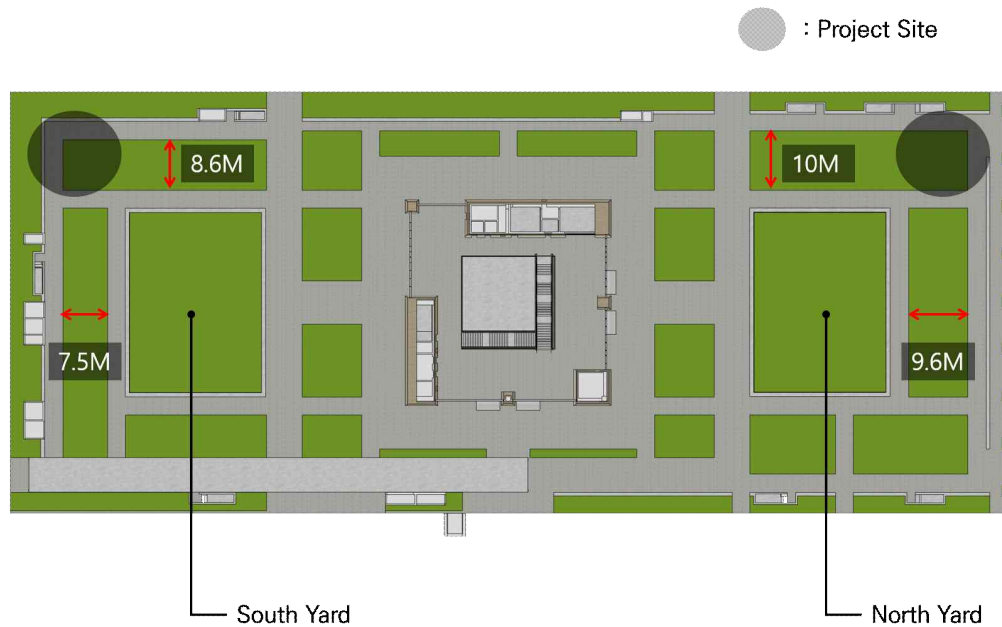 : Project Site
8.6M
10M
7.5M
9.6M
South Yard
North Yard